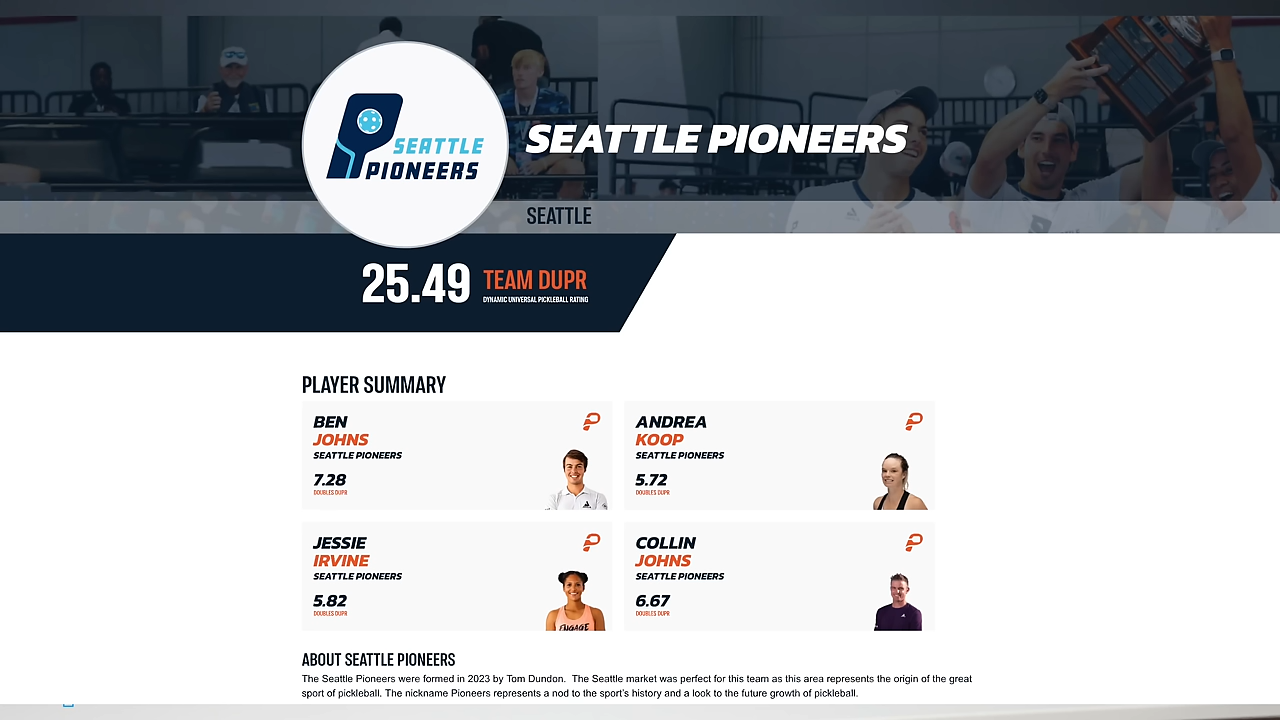 SEATTLE
PIONEERS
SEATTLE PIONEERS
SEATTLE
25.49 TEAM DUPR
DYNAMIC UNIVERSAL PICKLEBALL RATING
PLAYER SUMMARY
BEN
JOHNS
SEATTLE PIONEERS
7.28
DOUBLES DUPR
ANDREA
KOOP
SEATTLE PIONEERS
5.72
DOUBLES DUPR
JESSIE
IRVINE
SEATTLE PIONEERS
5.82
DOUBLES DUPR
ENGAGE
COLLIN
JOHNS
SEATTLE PIONEERS
6.67
DOUBLES DUPR
ABOUT SEATTLE PIONEERS
The Seattle Pioneers were formed in 2023 by Tom Dundon.  The Seattle market was perfect for this team as this area represents the origin of the great
sport of pickleball. The nickname Pioneers represents a nod to the sport's history and a look to the future growth of pickleball.